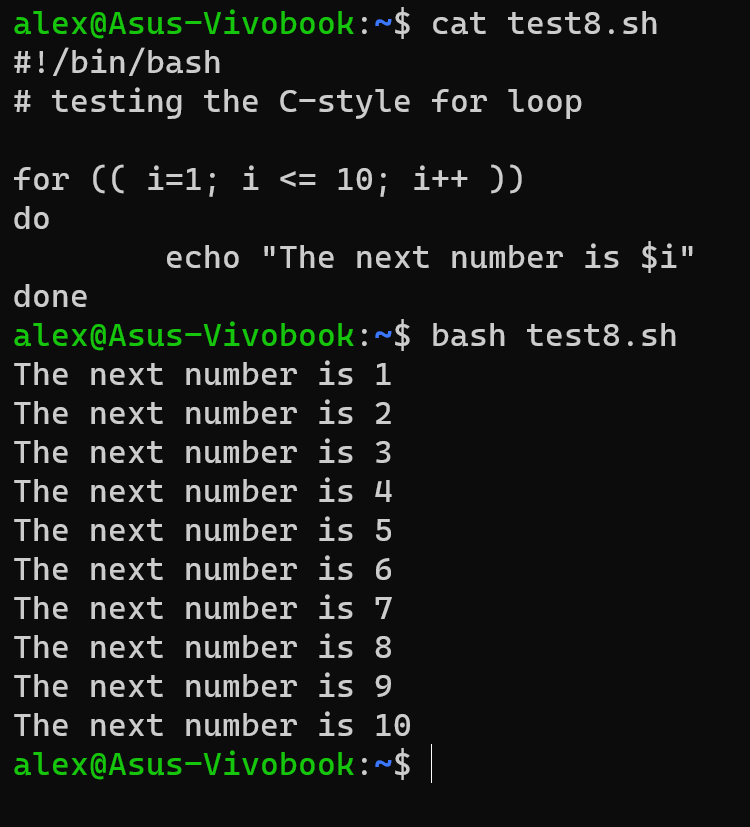 alex@Asus-Vivobook:~$ cat test8.sh
#!/bin/bash
# testing the C-style for loop

for (( i=1; i <= 10; i++ ))
do
        echo "The next number is $i"
done
alex@Asus-Vivobook:~$ bash test8.sh
The next number is 1
The next number is 2
The next number is 3
The next number is 4
The next number is 5
The next number is 6
The next number is 7
The next number is 8
The next number is 9
The next number is 10
alex@Asus-Vivobook:~$